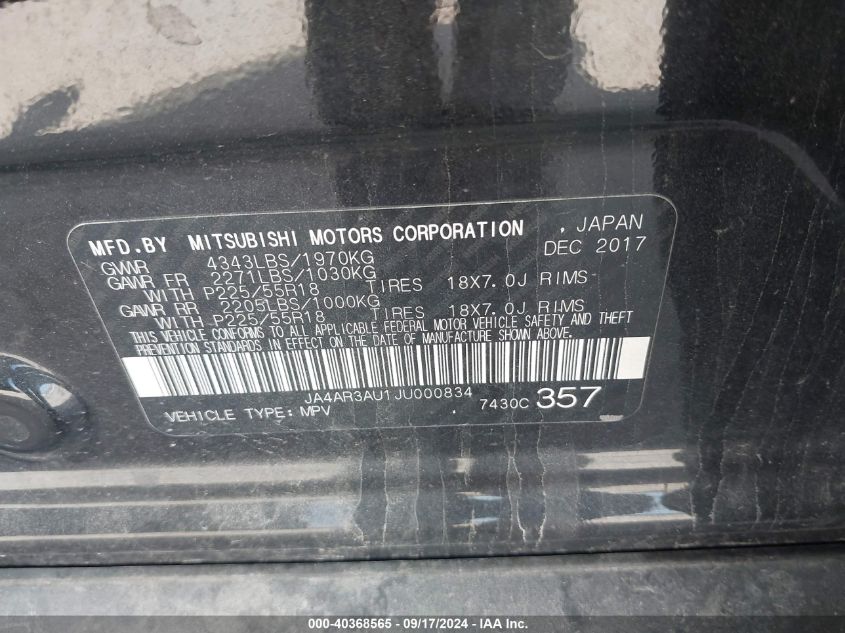 MFD.BY MITSUBISHI MOTORS CORPORATION , JAPAN
GVWR 4343LBS/1970KG DEC 2017
GAWR FR 2271LBS/1030KG
WITH P225/55R18 TIRES 18X7.0J RIMS
GAWR RR 2205LBS/1000KG
WITH P225/55R18 TIRES 18X7.0J RIMS
THIS VEHICLE CONFORMS TO ALL APPLICABLE FEDERAL MOTOR VEHICLE SAFETY AND THEFT
PREVENTION STANDARDS IN EFFECT ON THE DATE OF MANUFACTURE SHOWN ABOVE.
JA4AR3AU1JU000834
VEHICLE TYPE: MPV 7430C 357
000-40368565 - 09/17/2024 - IAA Inc.